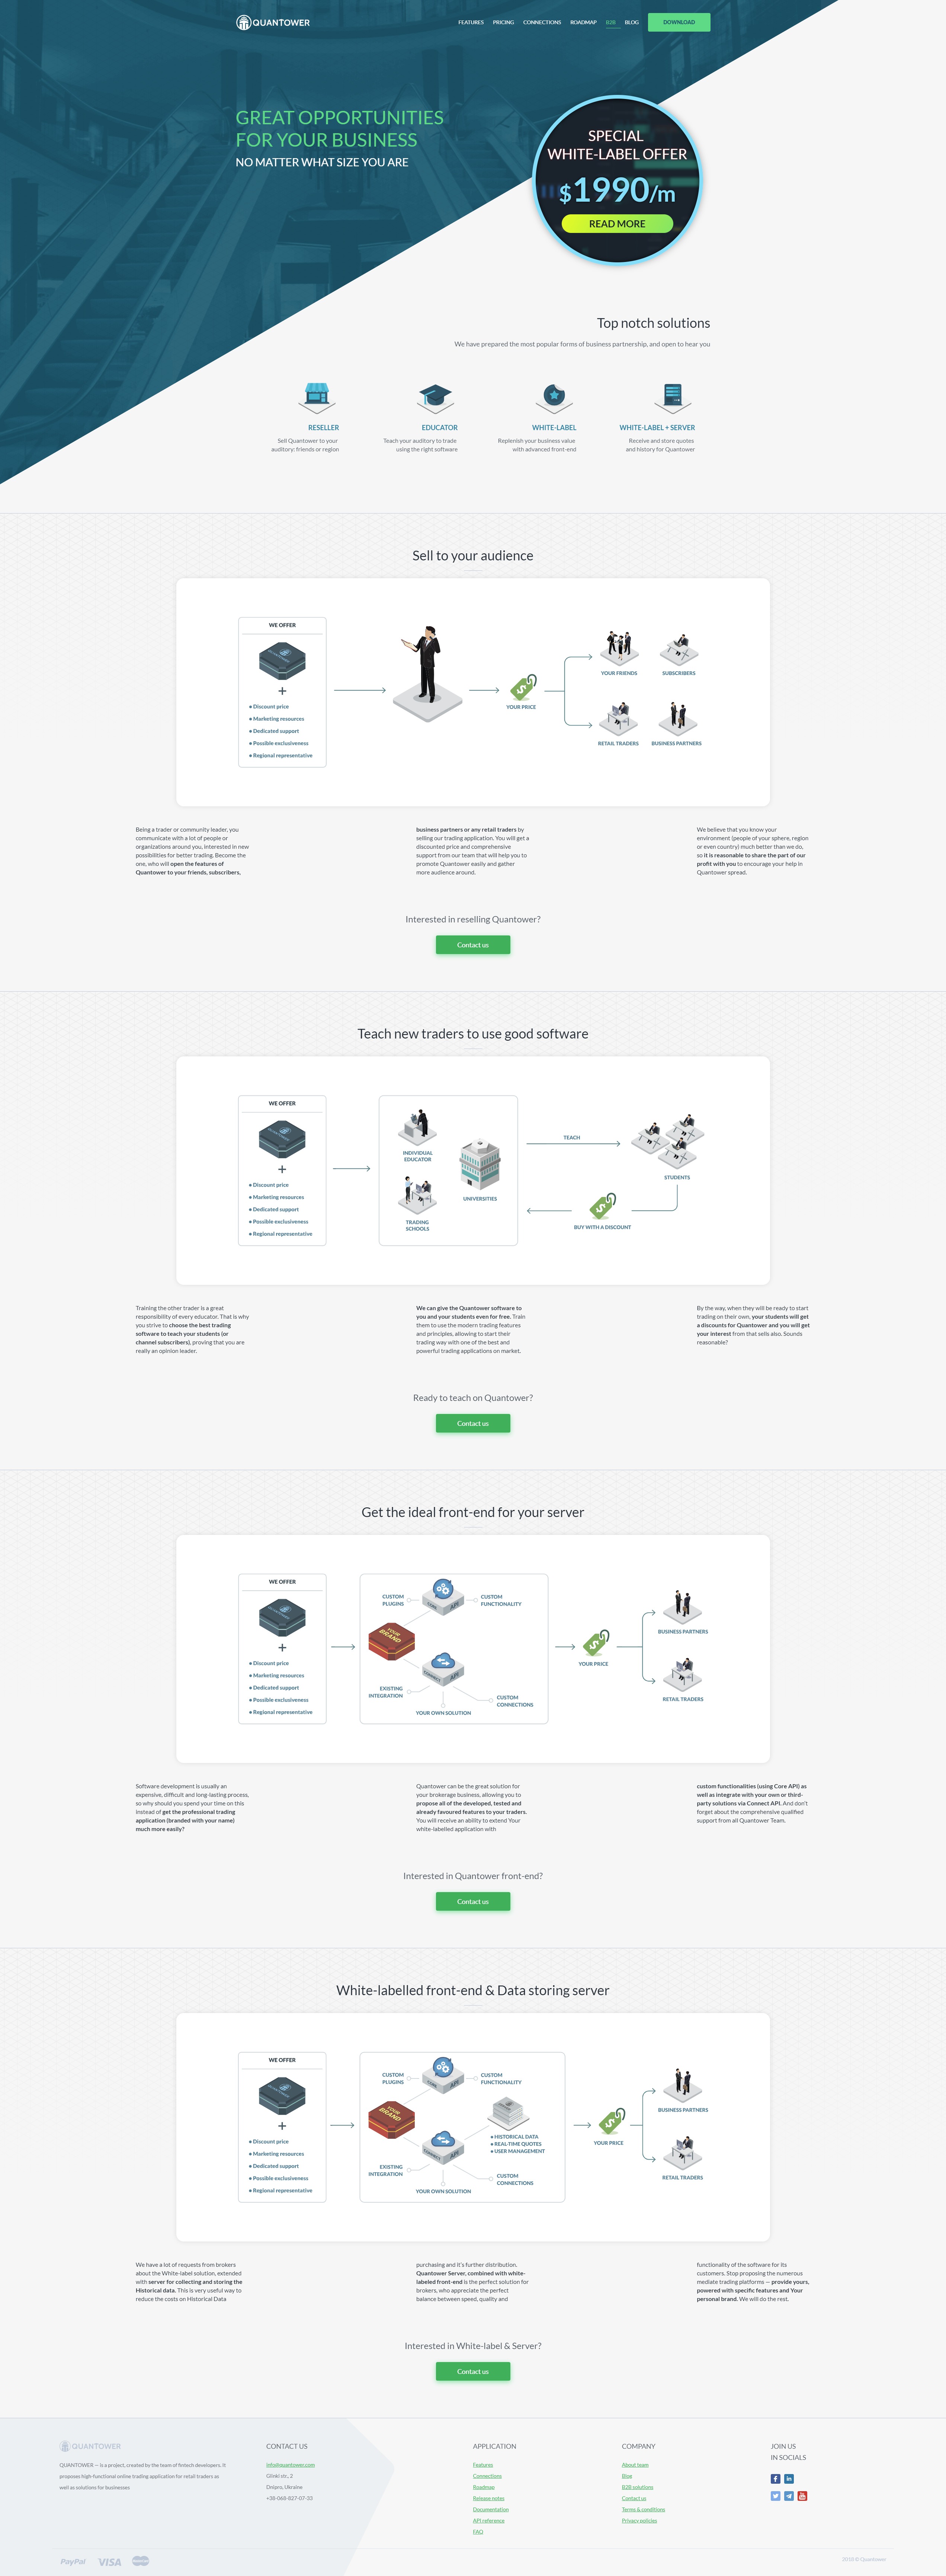 QUANTOWER
FEATURES PRICING CONNECTIONS ROADMAP B2B BLOG DOWNLOAD
GREAT OPPORTUNITIES
FOR YOUR BUSINESS
NO MATTER WHAT SIZE YOU ARE
SPECIAL
WHITE-LABEL OFFER
$1990/m
READ MORE
Top notch solutions
We have prepared the most popular forms of business partnership, and open to hear you
RESELLER
Sell Quantower to your
auditory: friends or region
EDUCATOR
Teach your auditory to trade
using the right software
WHITE-LABEL
Replenish your business value
with advanced front-end
WHITE-LABEL + SERVER
Receive and store quotes
and history for Quantower
Sell to your audience
WE OFFER
QUANTOWER
+
• Discount price
• Marketing resources
• Dedicated support
• Possible exclusiveness
• Regional representative
$
YOUR PRICE
YOUR FRIENDS
SUBSCRIBERS
RETAIL TRADERS
BUSINESS PARTNERS
Being a trader or community leader, you
communicate with a lot of people or
organizations around you, interested in new
possibilities for better trading. Become the
one, who will open the features of
Quantower to your friends, subscribers,
business partners or any retail traders by
selling our trading application. You will get a
discounted price and comprehensive
support from our team that will help you to
promote Quantower easily and gather
more audience around.
We believe that you know your
environment (people of your sphere, region
or even country) much better than we do,
so it is reasonable to share the part of our
profit with you to encourage your help in
Quantower spread.
Interested in reselling Quantower?
Contact us
Teach new traders to use good software
WE OFFER
QUANTOWER
+
• Discount price
• Marketing resources
• Dedicated support
• Possible exclusiveness
• Regional representative
INDIVIDUAL
EDUCATOR
TRADING
SCHOOLS
UNIVERSITIES
TEACH
STUDENTS
$
BUY WITH A DISCOUNT
Training the other trader is a great
responsibility of every educator. That is why
you strive to choose the best trading
software to teach your students (or
channel subscribers), proving that you are
really an opinion leader.
We can give the Quantower software to
you and your students even for free. Train
them to use the modern trading features
and principles, allowing to start their
trading way with one of the best and
powerful trading applications on market.
By the way, when they will be ready to start
trading on their own, your students will get
a discounts for Quantower and you will get
your interest from that sells also. Sounds
reasonable?
Ready to teach on Quantower?
Contact us
Get the ideal front-end for your server
WE OFFER
QUANTOWER
+
• Discount price
• Marketing resources
• Dedicated support
• Possible exclusiveness
• Regional representative
CUSTOM
PLUGINS
CORE API
CUSTOM
FUNCTIONALITY
YOUR
BRAND
CONNECT API
EXISTING
INTEGRATION
YOUR OWN SOLUTION
CUSTOM
CONNECTIONS
$
YOUR PRICE
BUSINESS PARTNERS
RETAIL TRADERS
Software development is usually an
expensive, difficult and long-lasting process,
so why should you spend your time on this
instead of get the professional trading
application (branded with your name)
much more easily?
Quantower can be the great solution for
your brokerage business, allowing you to
propose all of the developed, tested and
already favoured features to your traders.
You will receive an ability to extend Your
white-labelled application with
custom functionalities (using Core API) as
well as integrate with your own or third-
party solutions via Connect API. And don't
forget about the comprehensive qualified
support from all Quantower Team.
Interested in Quantower front-end?
Contact us
White-labelled front-end & Data storing server
WE OFFER
QUANTOWER
+
• Discount price
• Marketing resources
• Dedicated support
• Possible exclusiveness
• Regional representative
CUSTOM
PLUGINS
CORE API
CUSTOM
FUNCTIONALITY
YOUR
BRAND
• HISTORICAL DATA
• REAL-TIME QUOTES
• USER MANAGEMENT
CONNECT API
EXISTING
INTEGRATION
YOUR OWN SOLUTION
CUSTOM
CONNECTIONS
$
YOUR PRICE
BUSINESS PARTNERS
RETAIL TRADERS
We have a lot of requests from brokers
about the White-label solution, extended
with server for collecting and storing the
Historical data. This is very useful way to
reduce the costs on Historical Data
purchasing and it's further distribution.
Quantower Server, combined with white-
labeled front-end is the perfect solution for
brokers, who appreciate the perfect
balance between speed, quality and
functionality of the software for its
customers. Stop proposing the numerous
mediate trading platforms — provide yours,
powered with specific features and Your
personal brand. We will do the rest.
Interested in White-label & Server?
Contact us
QUANTOWER
QUANTOWER — is a project, created by the team of fintech developers. It
proposes high-functional online trading application for retail traders as
well as solutions for businesses
CONTACT US
info@quantower.com
Glinki str., 2
Dnipro, Ukraine
+38-068-827-07-33
APPLICATION
Features
Connections
Roadmap
Release notes
Documentation
API reference
FAQ
COMPANY
About team
Blog
B2B solutions
Contact us
Terms & conditions
Privacy policies
JOIN US
IN SOCIALS
PayPal VISA
2018 © Quantower